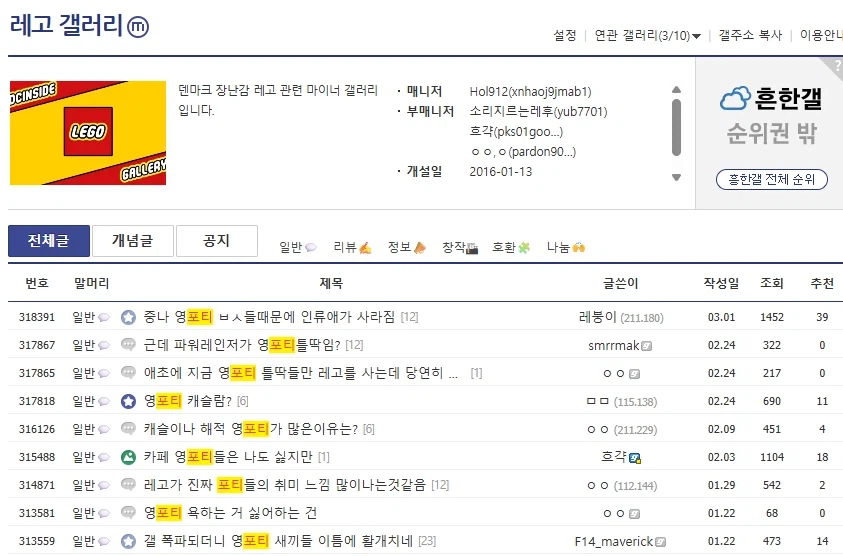 레고 갤러리 ⓜ
설정 | 연관 갤러리(3/10) | 갤주소 복사 | 이용안내
DCINSIDE
LEGO
GALLERY
덴마크 장난감 레고 관련 마이너 갤러리
입니다.
· 매니저 Hol912(xnhaoj9jmab1)
· 부매니저 소리지르는레후(yub7701)
흐갹(pks01goo...)
ㅇㅇ,ㅇ(pardon90...)
· 개설일 2016-01-13
?
흔한갤
순위권 밖
흥한갤 전체 순위
전체글 개념글 공지 일반 리뷰 정보 창작 호환 나눔
번호 말머리 제목 글쓴이 작성일 조회 추천
318391 일반 중나 영포티 ㅂㅅ들때문에 인류애가 사라짐 [12] 레붕이 (211.180) 03.01 1452 39
317867 일반 근데 파워레인저가 영포티틀딱임? [12] smrrmak 02.24 322 0
317865 일반 애초에 지금 영포티 틀딱들만 레고를 사는데 당연히 ... [1] ㅇㅇ 02.24 217 0
317818 일반 영포티 캐슬람? [6] ㅁㅁ (115.138) 02.24 690 11
316126 일반 캐슬이나 해적 영포티가 많은이유는? [6] ㅇㅇ (211.229) 02.09 451 4
315488 일반 카페 영포티들은 나도 싫지만 [1] 흐갹 02.03 1104 18
314871 일반 레고가 진짜 포티들의 취미 느낌 많이나는것같음 [12] ㅇㅇ (112.144) 01.29 542 2
313581 일반 영포티 욕하는 거 싫어하는 건 ㅇㅇ 01.22 68 0
313559 일반 갤 폭파되더니 영포티 새끼들 이틈에 활개치네 [23] F14_maverick 01.22 473 14